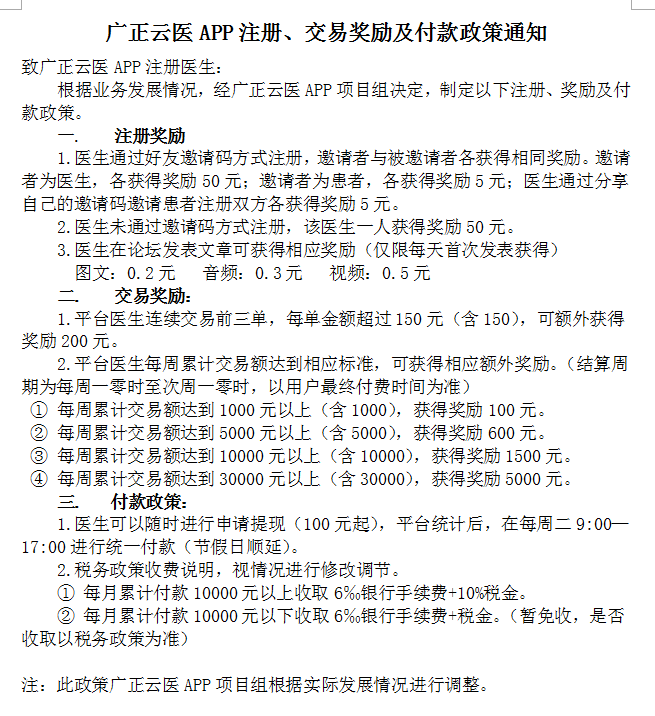 广正云医 APP 注册、交易奖励及付款政策通知
致广正云医 APP 注册医生：
根据业务发展情况，经广正云医 APP 项目组决定，制定以下注册、奖励及付
款政策。
一. 注册奖励
1.医生通过好友邀请码方式注册，邀请者与被邀请者各获得相同奖励。邀请
者为医生，各获得奖励 50 元；邀请者为患者，各获得奖励 5 元；医生通过分享
自己的邀请码邀请患者注册双方各获得奖励 5 元。
2.医生未通过邀请码方式注册，该医生一人获得奖励 50 元。
3.医生在论坛发表文章可获得相应奖励（仅限每天首次发表获得）
图文：0.2 元 音频：0.3 元 视频：0.5 元
二. 交易奖励：
1.平台医生连续交易前三单，每单金额超过 150 元（含 150），可额外获得
奖励 200 元。
2.平台医生每周累计交易额达到相应标准，可获得相应额外奖励。（结算周
期为每周一零时至次周一零时，以用户最终付费时间为准）
① 每周累计交易额达到 1000 元以上（含 1000），获得奖励 100 元。
② 每周累计交易额达到 5000 元以上（含 5000），获得奖励 600 元。
③ 每周累计交易额达到 10000 元以上（含 10000），获得奖励 1500 元。
④ 每周累计交易额达到 30000 元以上（含 30000），获得奖励 5000 元。
三. 付款政策：
1.医生可以随时进行申请提现（100 元起），平台统计后，在每周二 9:00—
17:00 进行统一付款（节假日顺延）。
2.税务政策收费说明，视情况进行修改调节。
① 每月累计付款 10000 元以上收取 6‰银行手续费+10%税金。
② 每月累计付款 10000 元以下收取 6‰银行手续费+税金。（暂免收，是否
收取以税务政策为准）
注：此政策广正云医 APP 项目组根据实际发展情况进行调整。